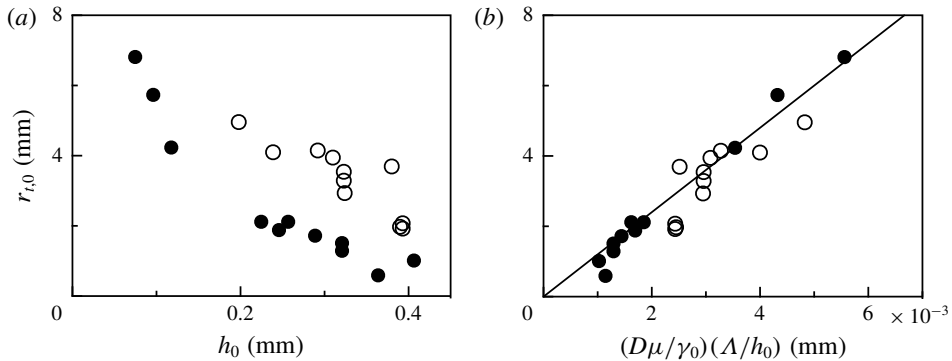 (a)
8
4
0
0.2
0.4
r_{t,0} (mm)
h_0 (mm)
(b)
8
4
0
2
4
6
× 10^{−3}
(Dμ/γ_0)(Λ/h_0) (mm)